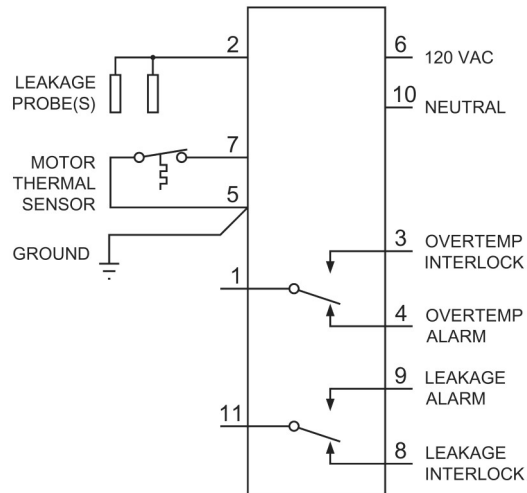 2
6
120 VAC
LEAKAGE
PROBE(S)
10
NEUTRAL
7
MOTOR
THERMAL
SENSOR
5
GROUND
3
OVERTEMP
INTERLOCK
1
4
OVERTEMP
ALARM
9
LEAKAGE
ALARM
11
8
LEAKAGE
INTERLOCK